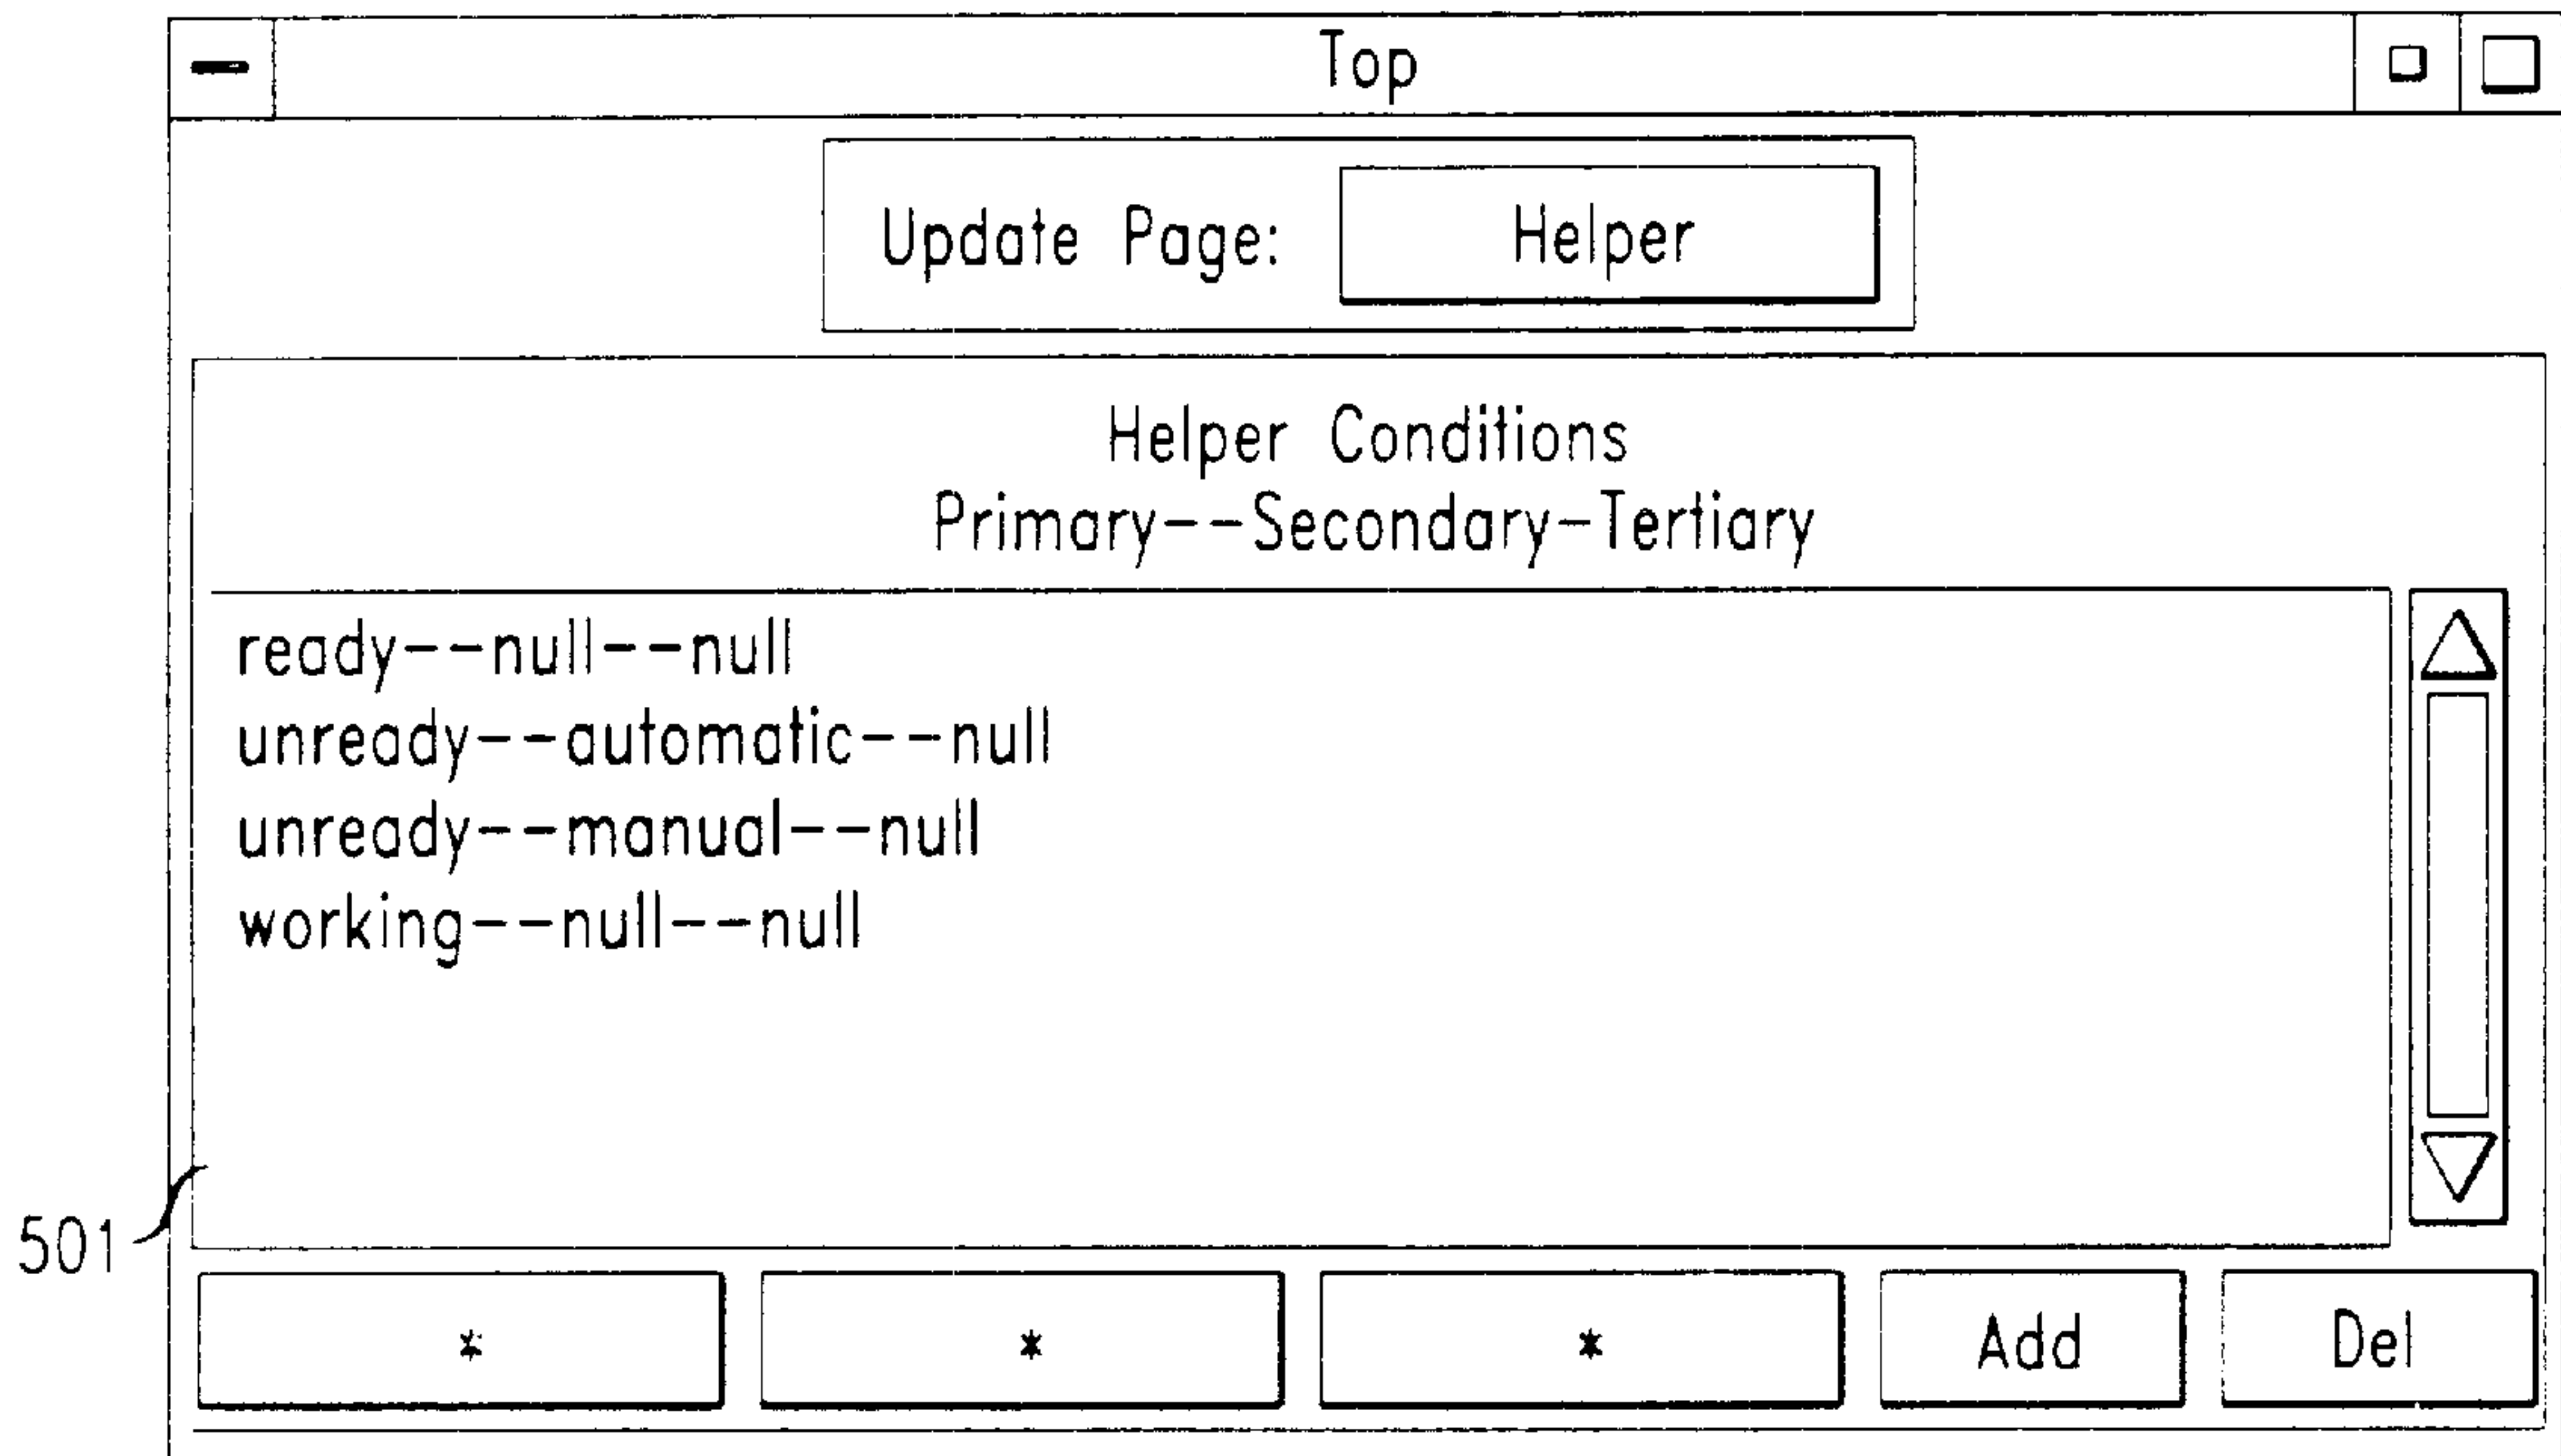 Top
Update Page: Helper
Helper Conditions
Primary--Secondary-Tertiary
ready--null--null
unready--automatic--null
unready--manual--null
working--null--null
501
* * * Add Del